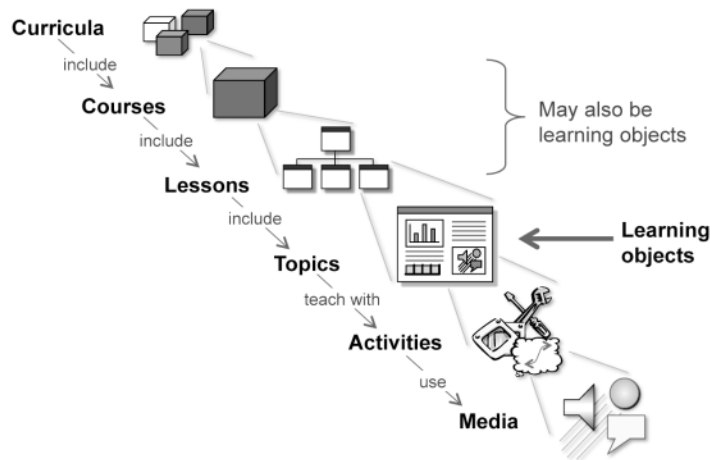 Curricula
include
Courses
include
Lessons
include
Topics
teach with
Activities
use
Media
May also be
learning objects
Learning
objects